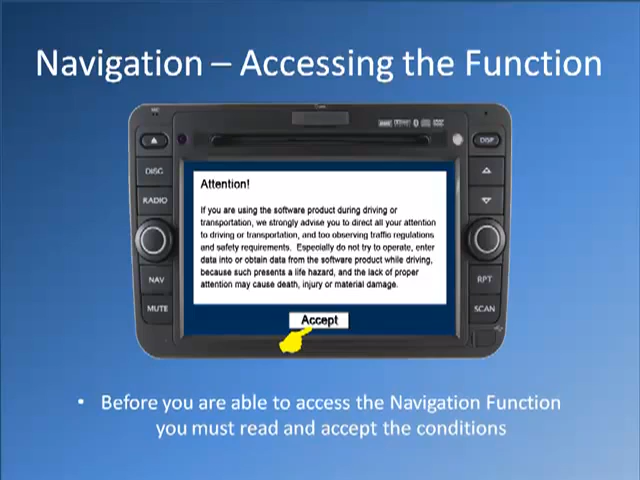 Navigation – Accessing the Function
DISP
DISC
RADIO
NAV
MUTE
RPT
SCAN
Attention!
If you are using the software product during driving or
transportation, we strongly advise you to direct all your attention
to driving or transportation, and too observing traffic regulations
and safety requirements. Especially do not try to operate, enter
data into or obtain data from the software product while driving,
because such presents a life hazard, and the lack of proper
attention may cause death, injury or material damage.
Accept
• Before you are able to access the Navigation Function
you must read and accept the conditions